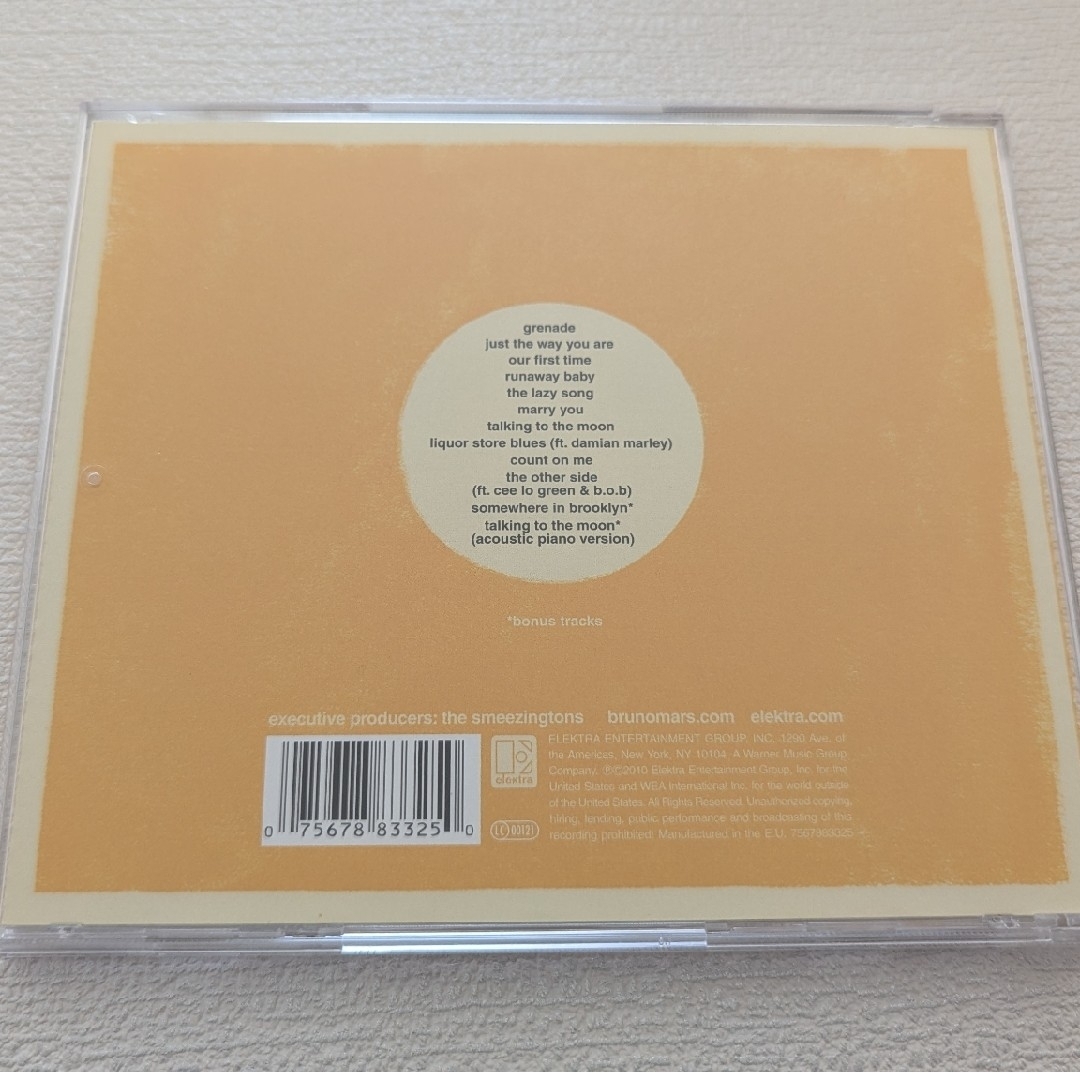 grenade
just the way you are
our first time
runaway baby
the lazy song
marry you
talking to the moon
liquor store blues (ft. damian marley)
count on me
the other side
(ft. cee lo green & b.o.b)
somewhere in brooklyn*
talking to the moon*
(acoustic piano version)
*bonus tracks
executive producers: the smeezingtons brunomars.com elektra.com
ELEKTRA ENTERTAINMENT GROUP, INC. 1290 Ave. of
the Americas, New York, NY 10104. A Warner Music Group
Company. ℗©2010 Elektra Entertainment Group, Inc. for the
United States and WEA International Inc. for the world outside
of the United States. All Rights Reserved. Unauthorized copying,
hiring, lending, public performance and broadcasting of this
recording prohibited. Manufactured in the E.U.
elektra
LC 03121
0 75678 83325 0